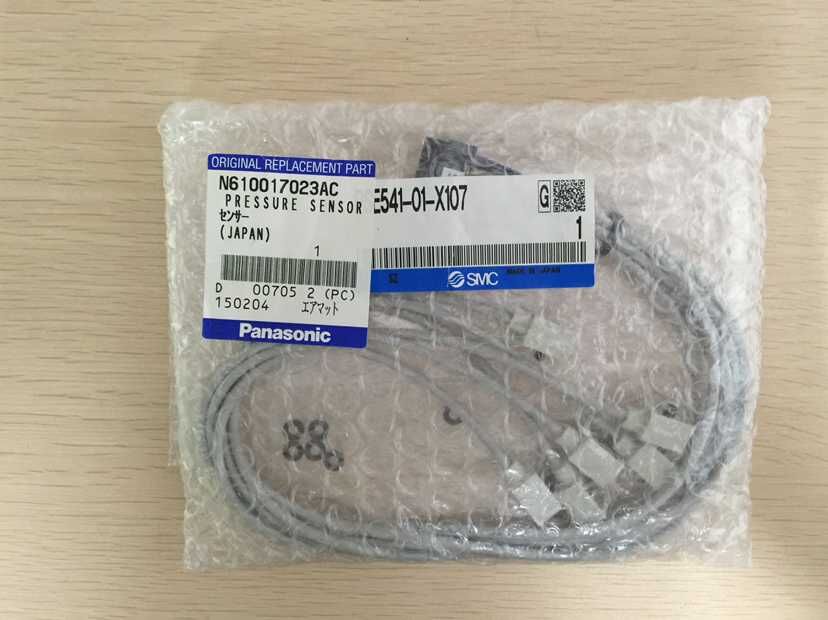 ORIGINAL REPLACEMENT PART
N610017023AC
PRESSURE SENSOR
センサー
(JAPAN)
1
D 00705 2 (PC)
150204 エアマット
Panasonic
E541-01-X107
G
1
SMC
MADE IN JAPAN